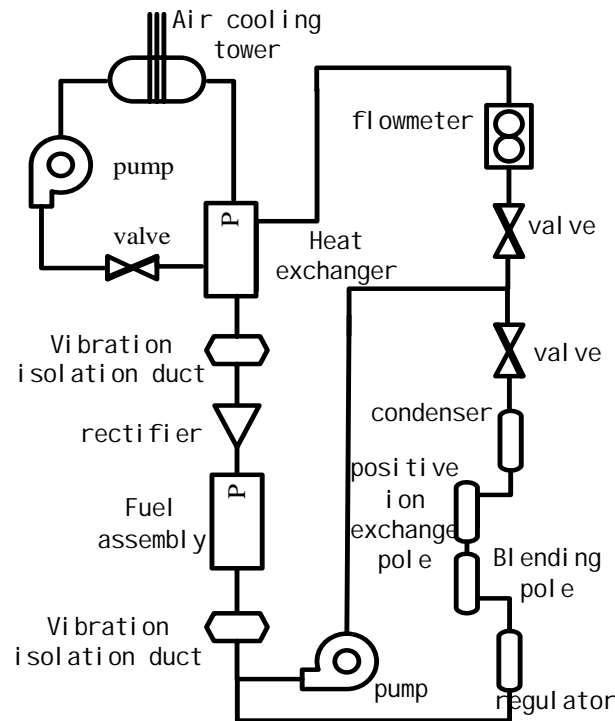 Air cooling
tower
flowmeter
pump
P
valve
valve
Heat
exchanger
Vibration
isolation duct
valve
condenser
rectifier
positive
ion
exchange
pole
P
Fuel
assembly
Blending
pole
Vibration
isolation duct
pump
regulator